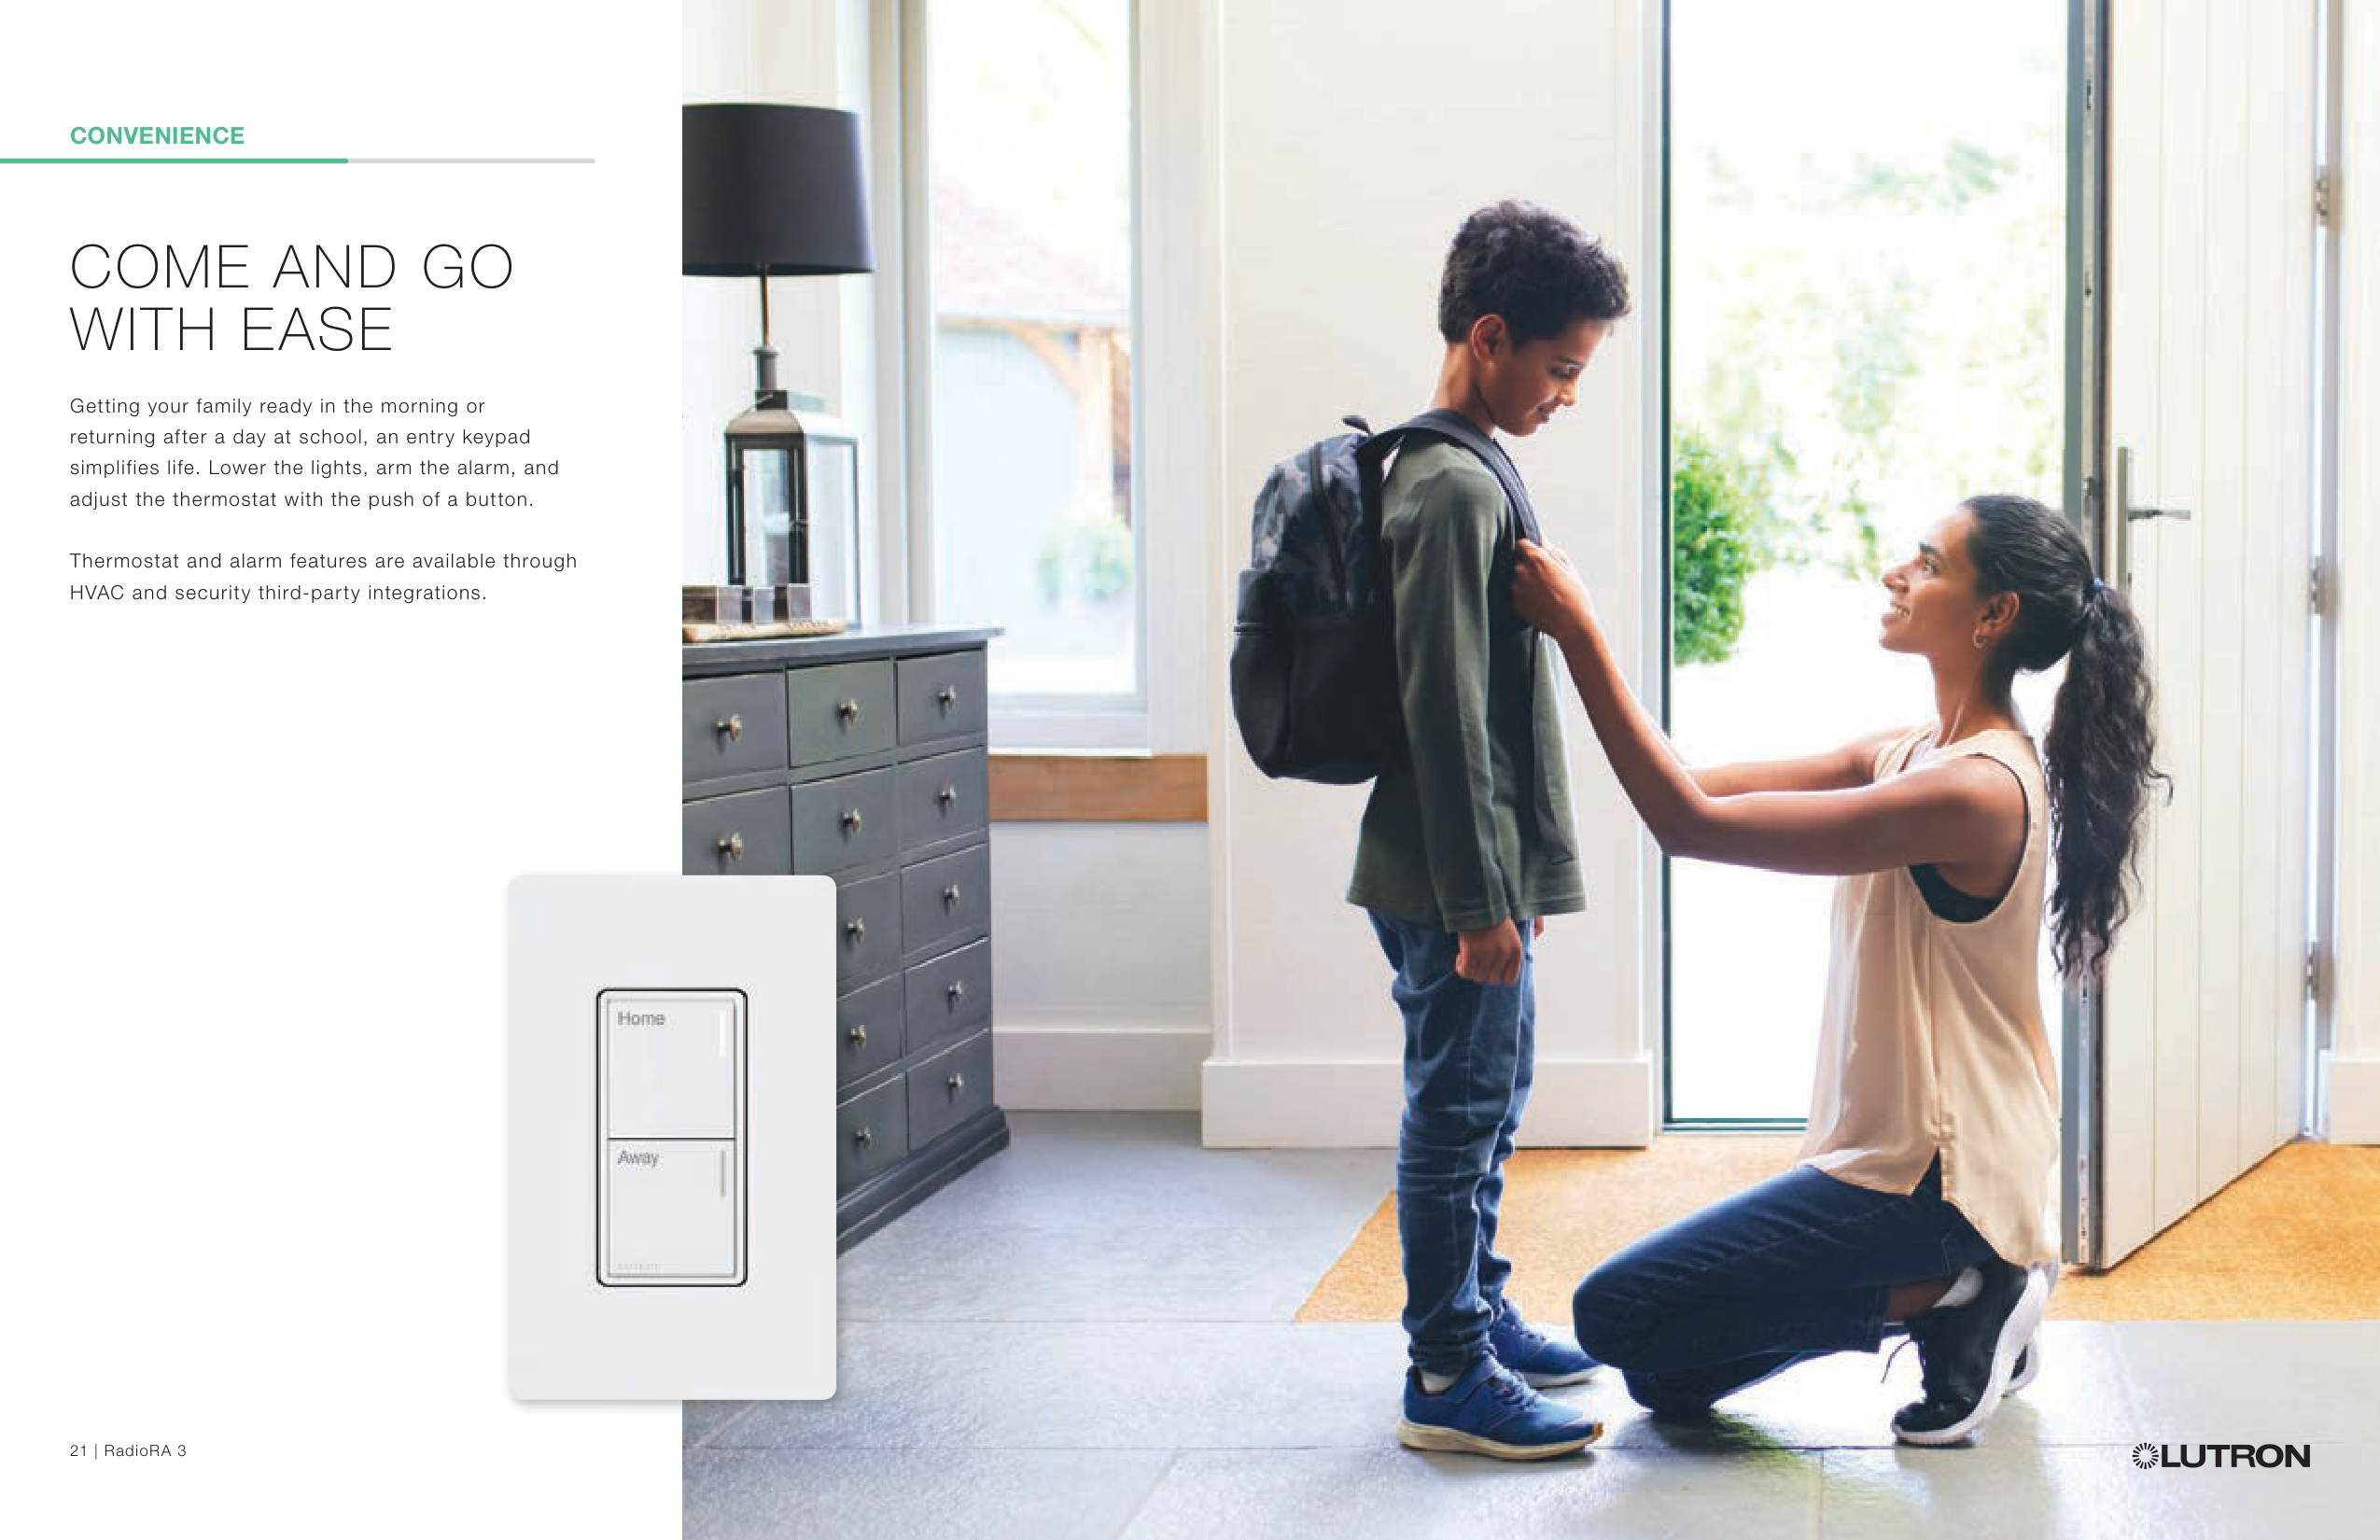 CONVENIENCE
COME AND GO
WITH EASE
Getting your family ready in the morning or
returning after a day at school, an entry keypad
simplifies life. Lower the lights, arm the alarm, and
adjust the thermostat with the push of a button.
Thermostat and alarm features are available through
HVAC and security third-party integrations.
Home
Away
21 | RadioRA 3
LUTRON